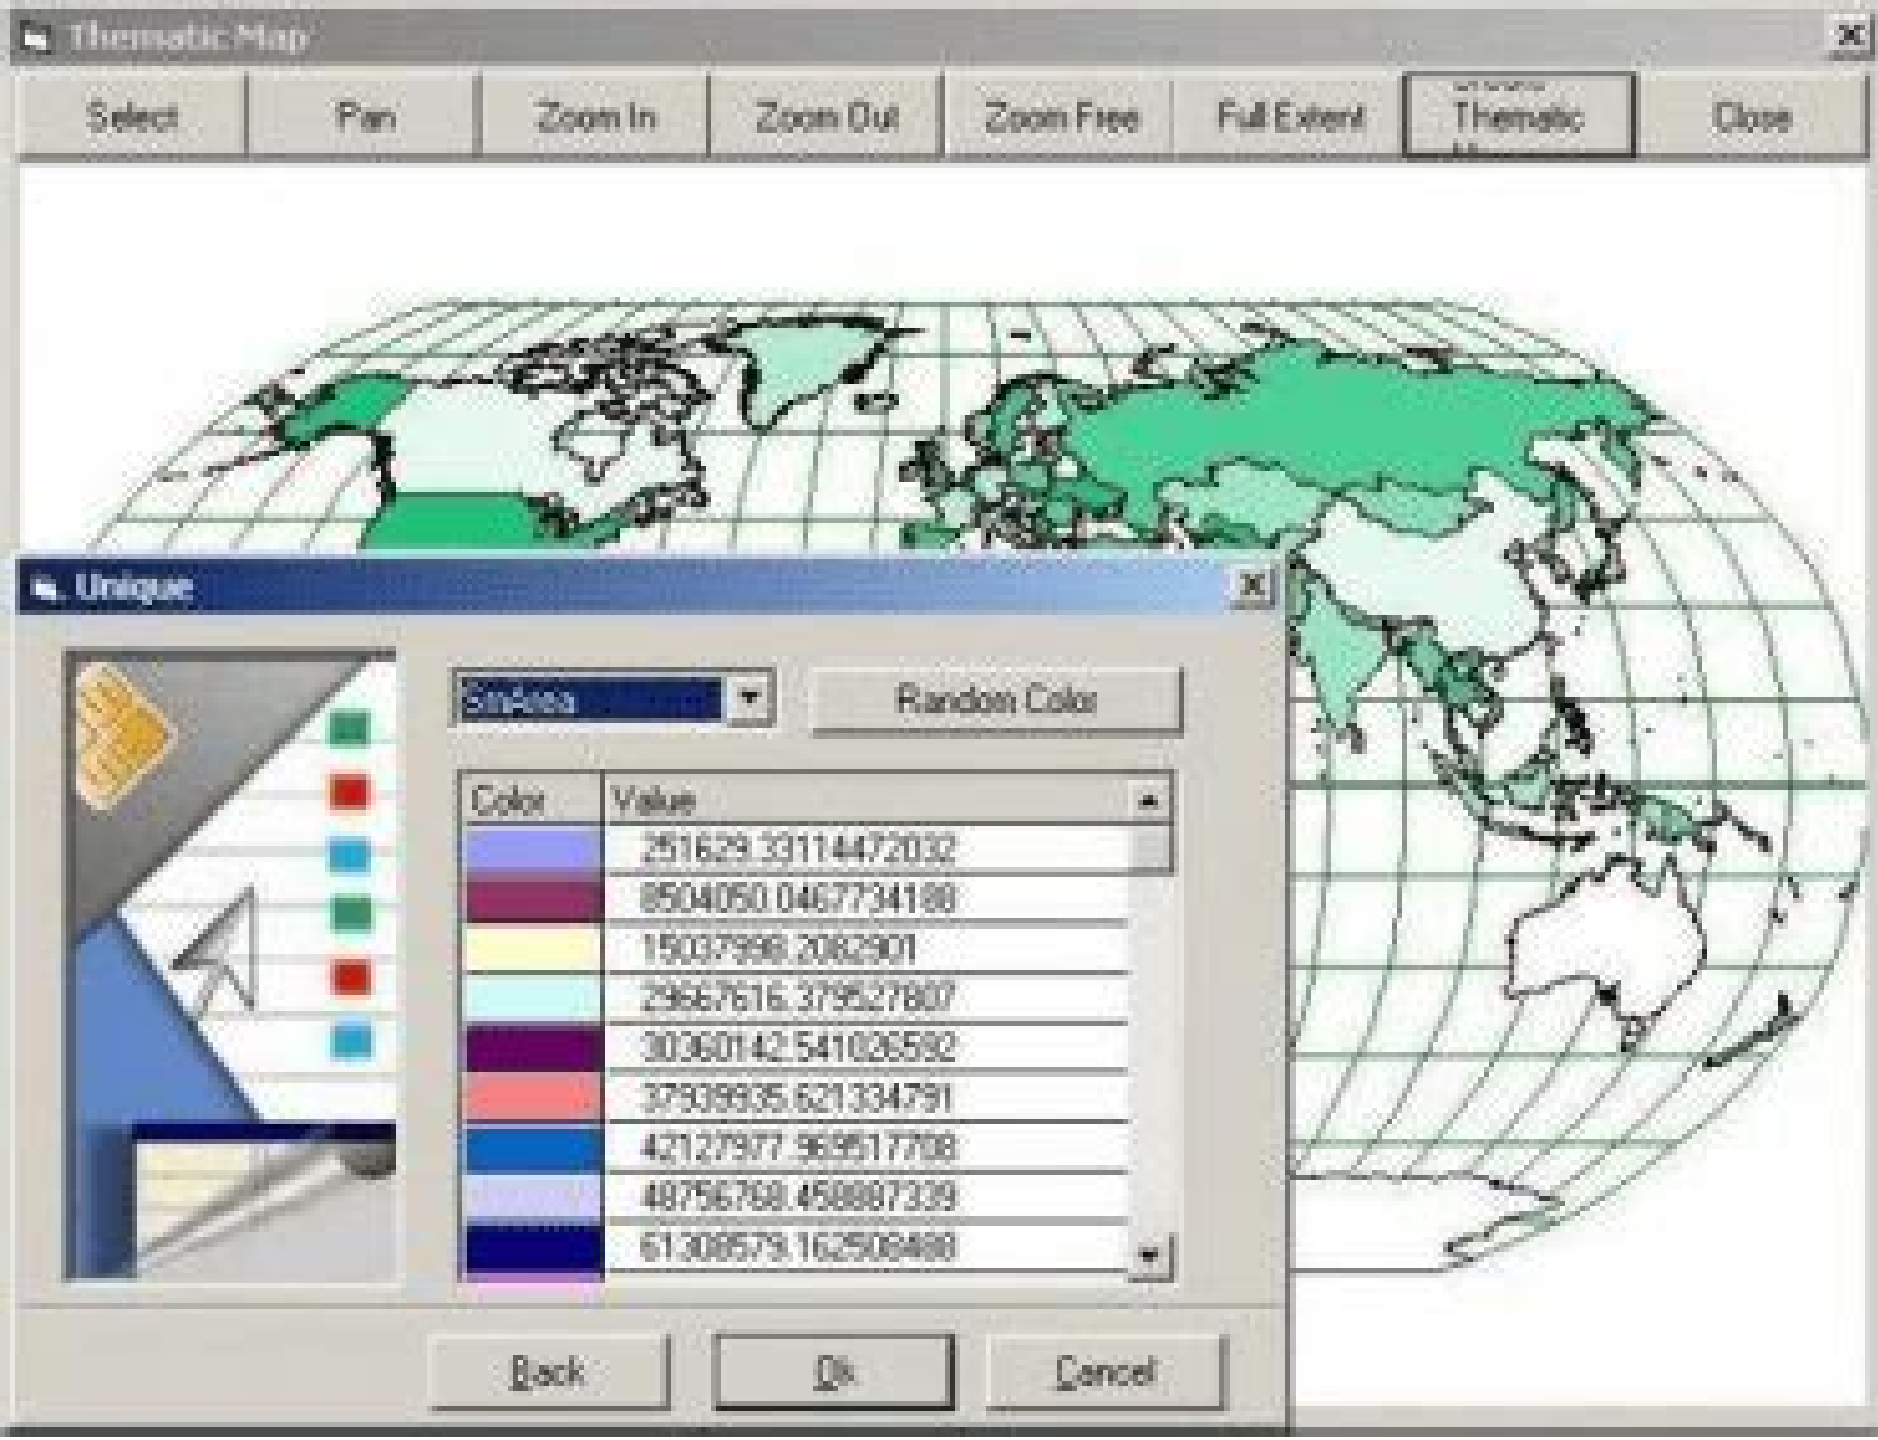 Thematic Map
Select Pan Zoom In Zoom Out Zoom Free Full Extent Thematic Close
Unique
SmArea Random Color
Color Value
251629.33114472032
8504050.0467734188
15037998.2082901
29667616.379527807
30360142.541026592
37939935.621334791
42127977.969517708
48756768.458887339
61308579.162508488
Back Ok Cancel